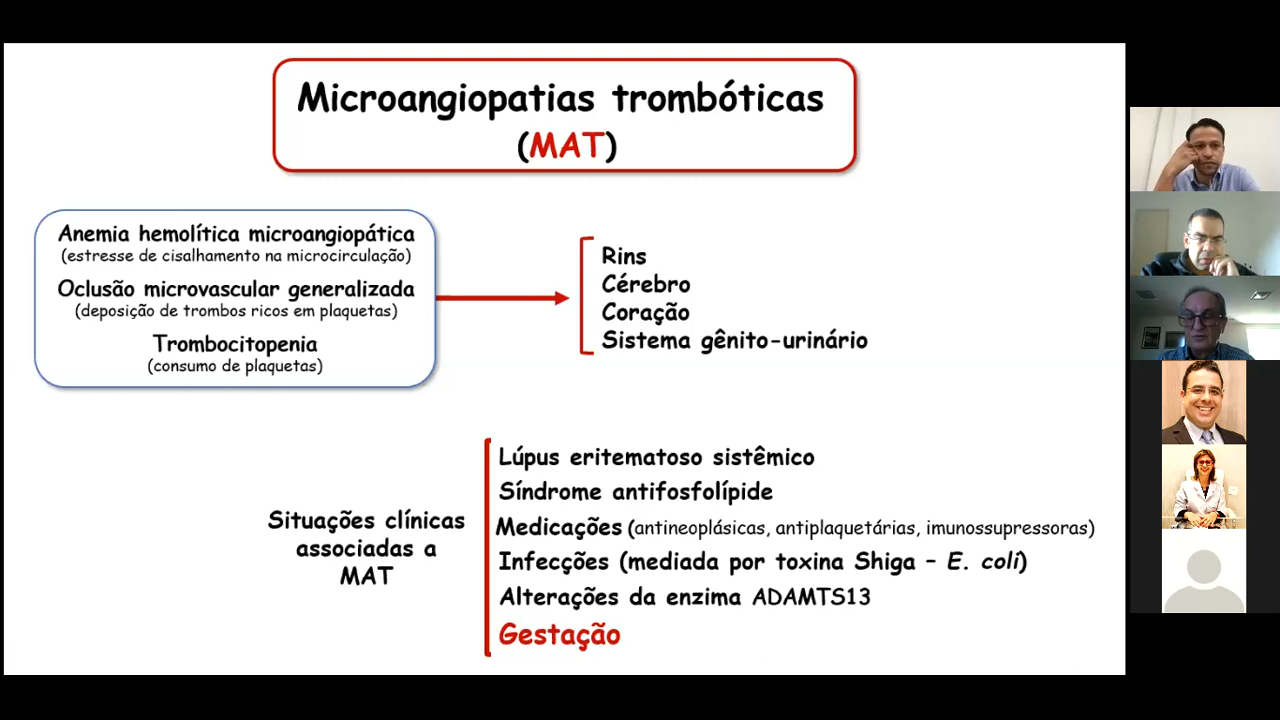 Microangiopatias trombóticas
(MAT)
Anemia hemolítica microangiopática
(estresse de cisalhamento na microcirculação)
Oclusão microvascular generalizada
(deposição de trombos ricos em plaquetas)
Trombocitopenia
(consumo de plaquetas)
Rins
Cérebro
Coração
Sistema gênito-urinário
Situações clínicas
associadas a
MAT
Lúpus eritematoso sistêmico
Síndrome antifosfolípide
Medicações (antineoplásicas, antiplaquetárias, imunossupressoras)
Infecções (mediada por toxina Shiga – E. coli)
Alterações da enzima ADAMTS13
Gestação